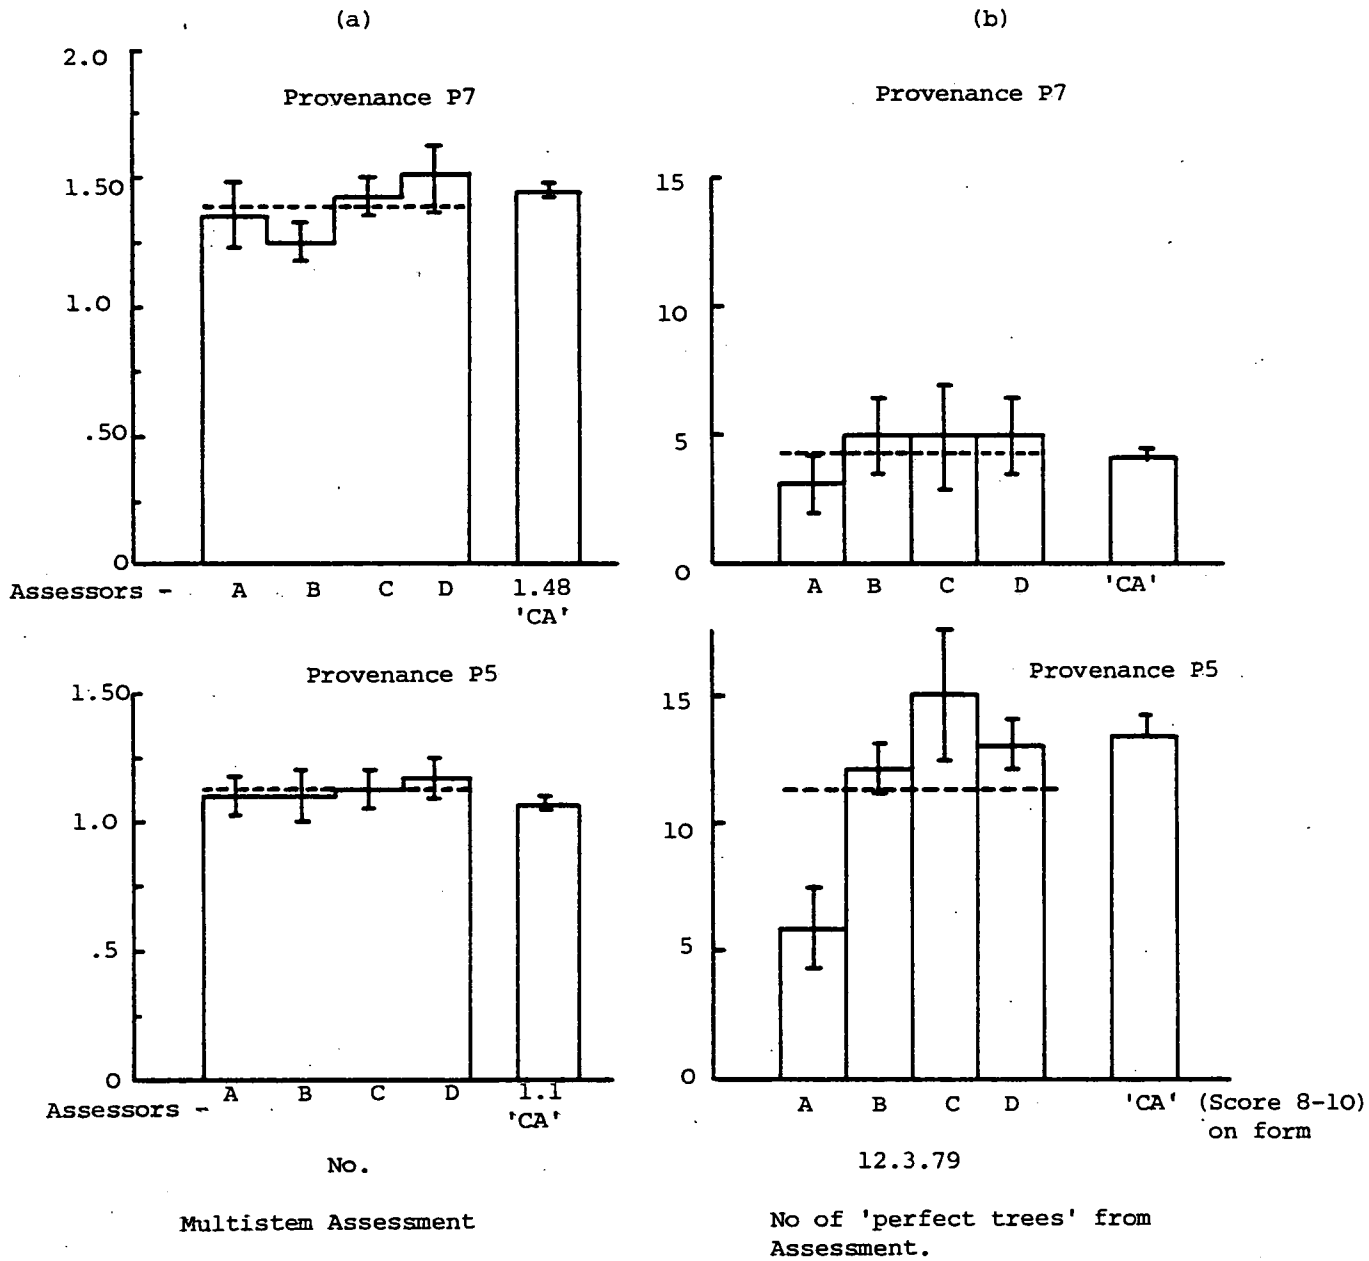 (a)
2.0
Provenance P7
1.50
1.0
.50
0
Assessors - A B C D 1.48
'CA'
Provenance P5
1.50
1.0
.5
0
Assessors - A B C D 1.1
'CA'
No.
Multistem Assessment
(b)
Provenance P7
15
10
5
0
A B C D 'CA'
Provenance P5
15
10
5
0
A B C D 'CA' (Score 8-10)
on form
12.3.79
No of 'perfect trees' from
Assessment.